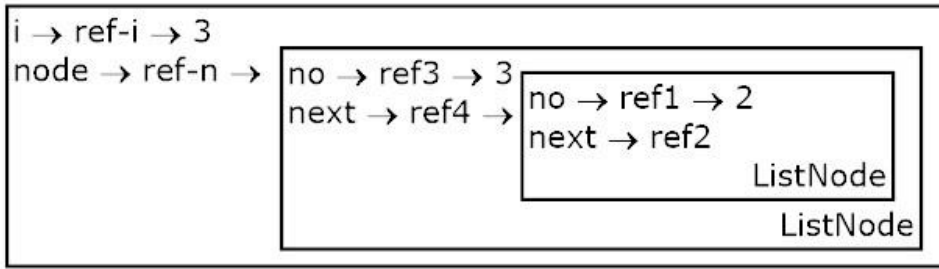 i → ref-i → 3
node → ref-n →
no → ref3 → 3
next → ref4 →
no → ref1 → 2
next → ref2
ListNode
ListNode